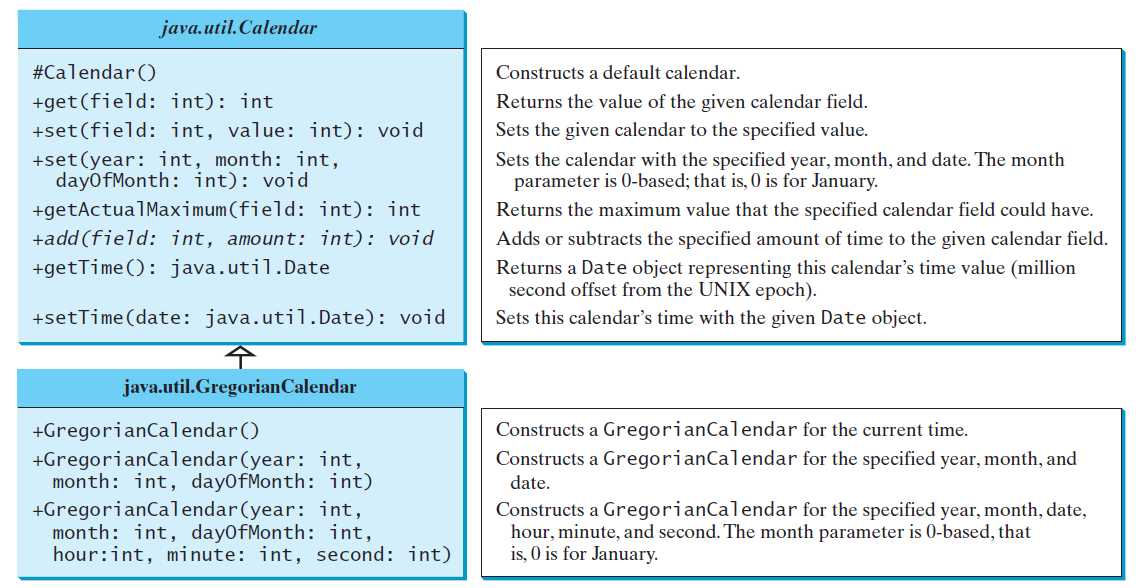 java.util.Calendar
#Calendar()
Constructs a default calendar.
+get(field: int): int
Returns the value of the given calendar field.
+set(field: int, value: int): void
Sets the given calendar to the specified value.
+set(year: int, month: int,
dayOfMonth: int): void
Sets the calendar with the specified year, month, and date. The month
parameter is 0-based; that is, 0 is for January.
+getActualMaximum(field: int): int
Returns the maximum value that the specified calendar field could have.
+add(field: int, amount: int): void
Adds or subtracts the specified amount of time to the given calendar field.
+getTime(): java.util.Date
Returns a Date object representing this calendar's time value (million
second offset from the UNIX epoch).
+setTime(date: java.util.Date): void
Sets this calendar's time with the given Date object.
java.util.GregorianCalendar
+GregorianCalendar()
Constructs a GregorianCalendar for the current time.
+GregorianCalendar(year: int,
month: int, dayOfMonth: int)
Constructs a GregorianCalendar for the specified year, month, and
date.
+GregorianCalendar(year: int,
month: int, dayOfMonth: int,
hour:int, minute: int, second: int)
Constructs a GregorianCalendar for the specified year, month, date,
hour, minute, and second. The month parameter is 0-based, that
is, 0 is for January.